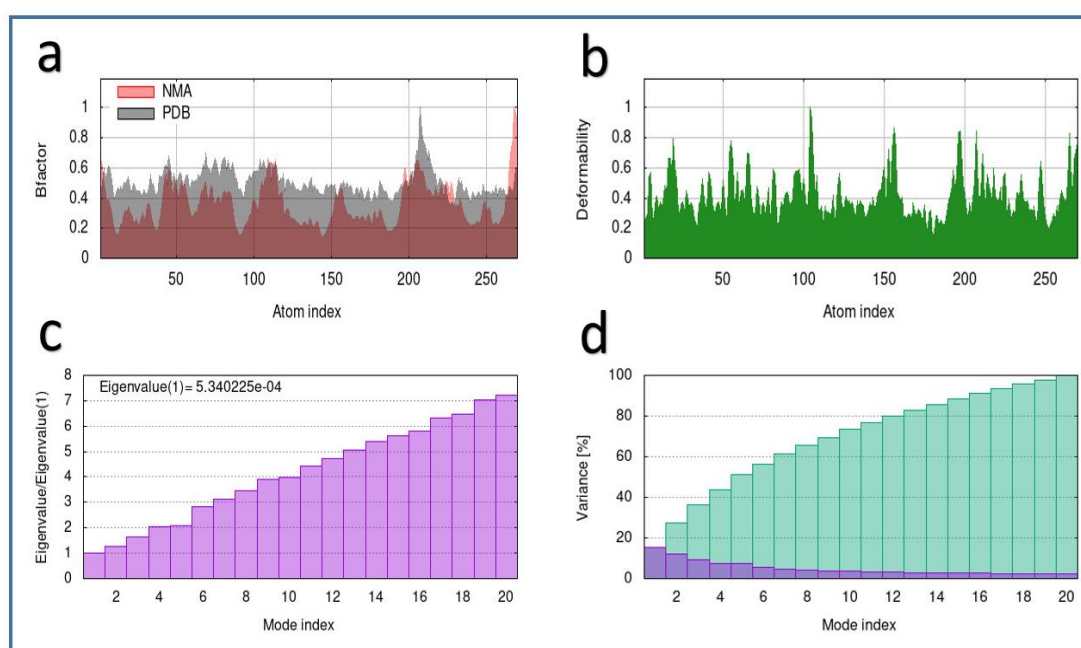 a
NMA
PDB
Bfactor
1
0.8
0.6
0.4
0.2
0
50 100 150 200 250
Atom index
b
Deformability
1
0.8
0.6
0.4
0.2
0
50 100 150 200 250
Atom index
c
Eigenvalue(1)= 5.340225e-04
Eigenvalue/Eigenvalue(1)
8
7
6
5
4
3
2
1
0
2 4 6 8 10 12 14 16 18 20
Mode index
d
Variance [%]
100
80
60
40
20
0
2 4 6 8 10 12 14 16 18 20
Mode index